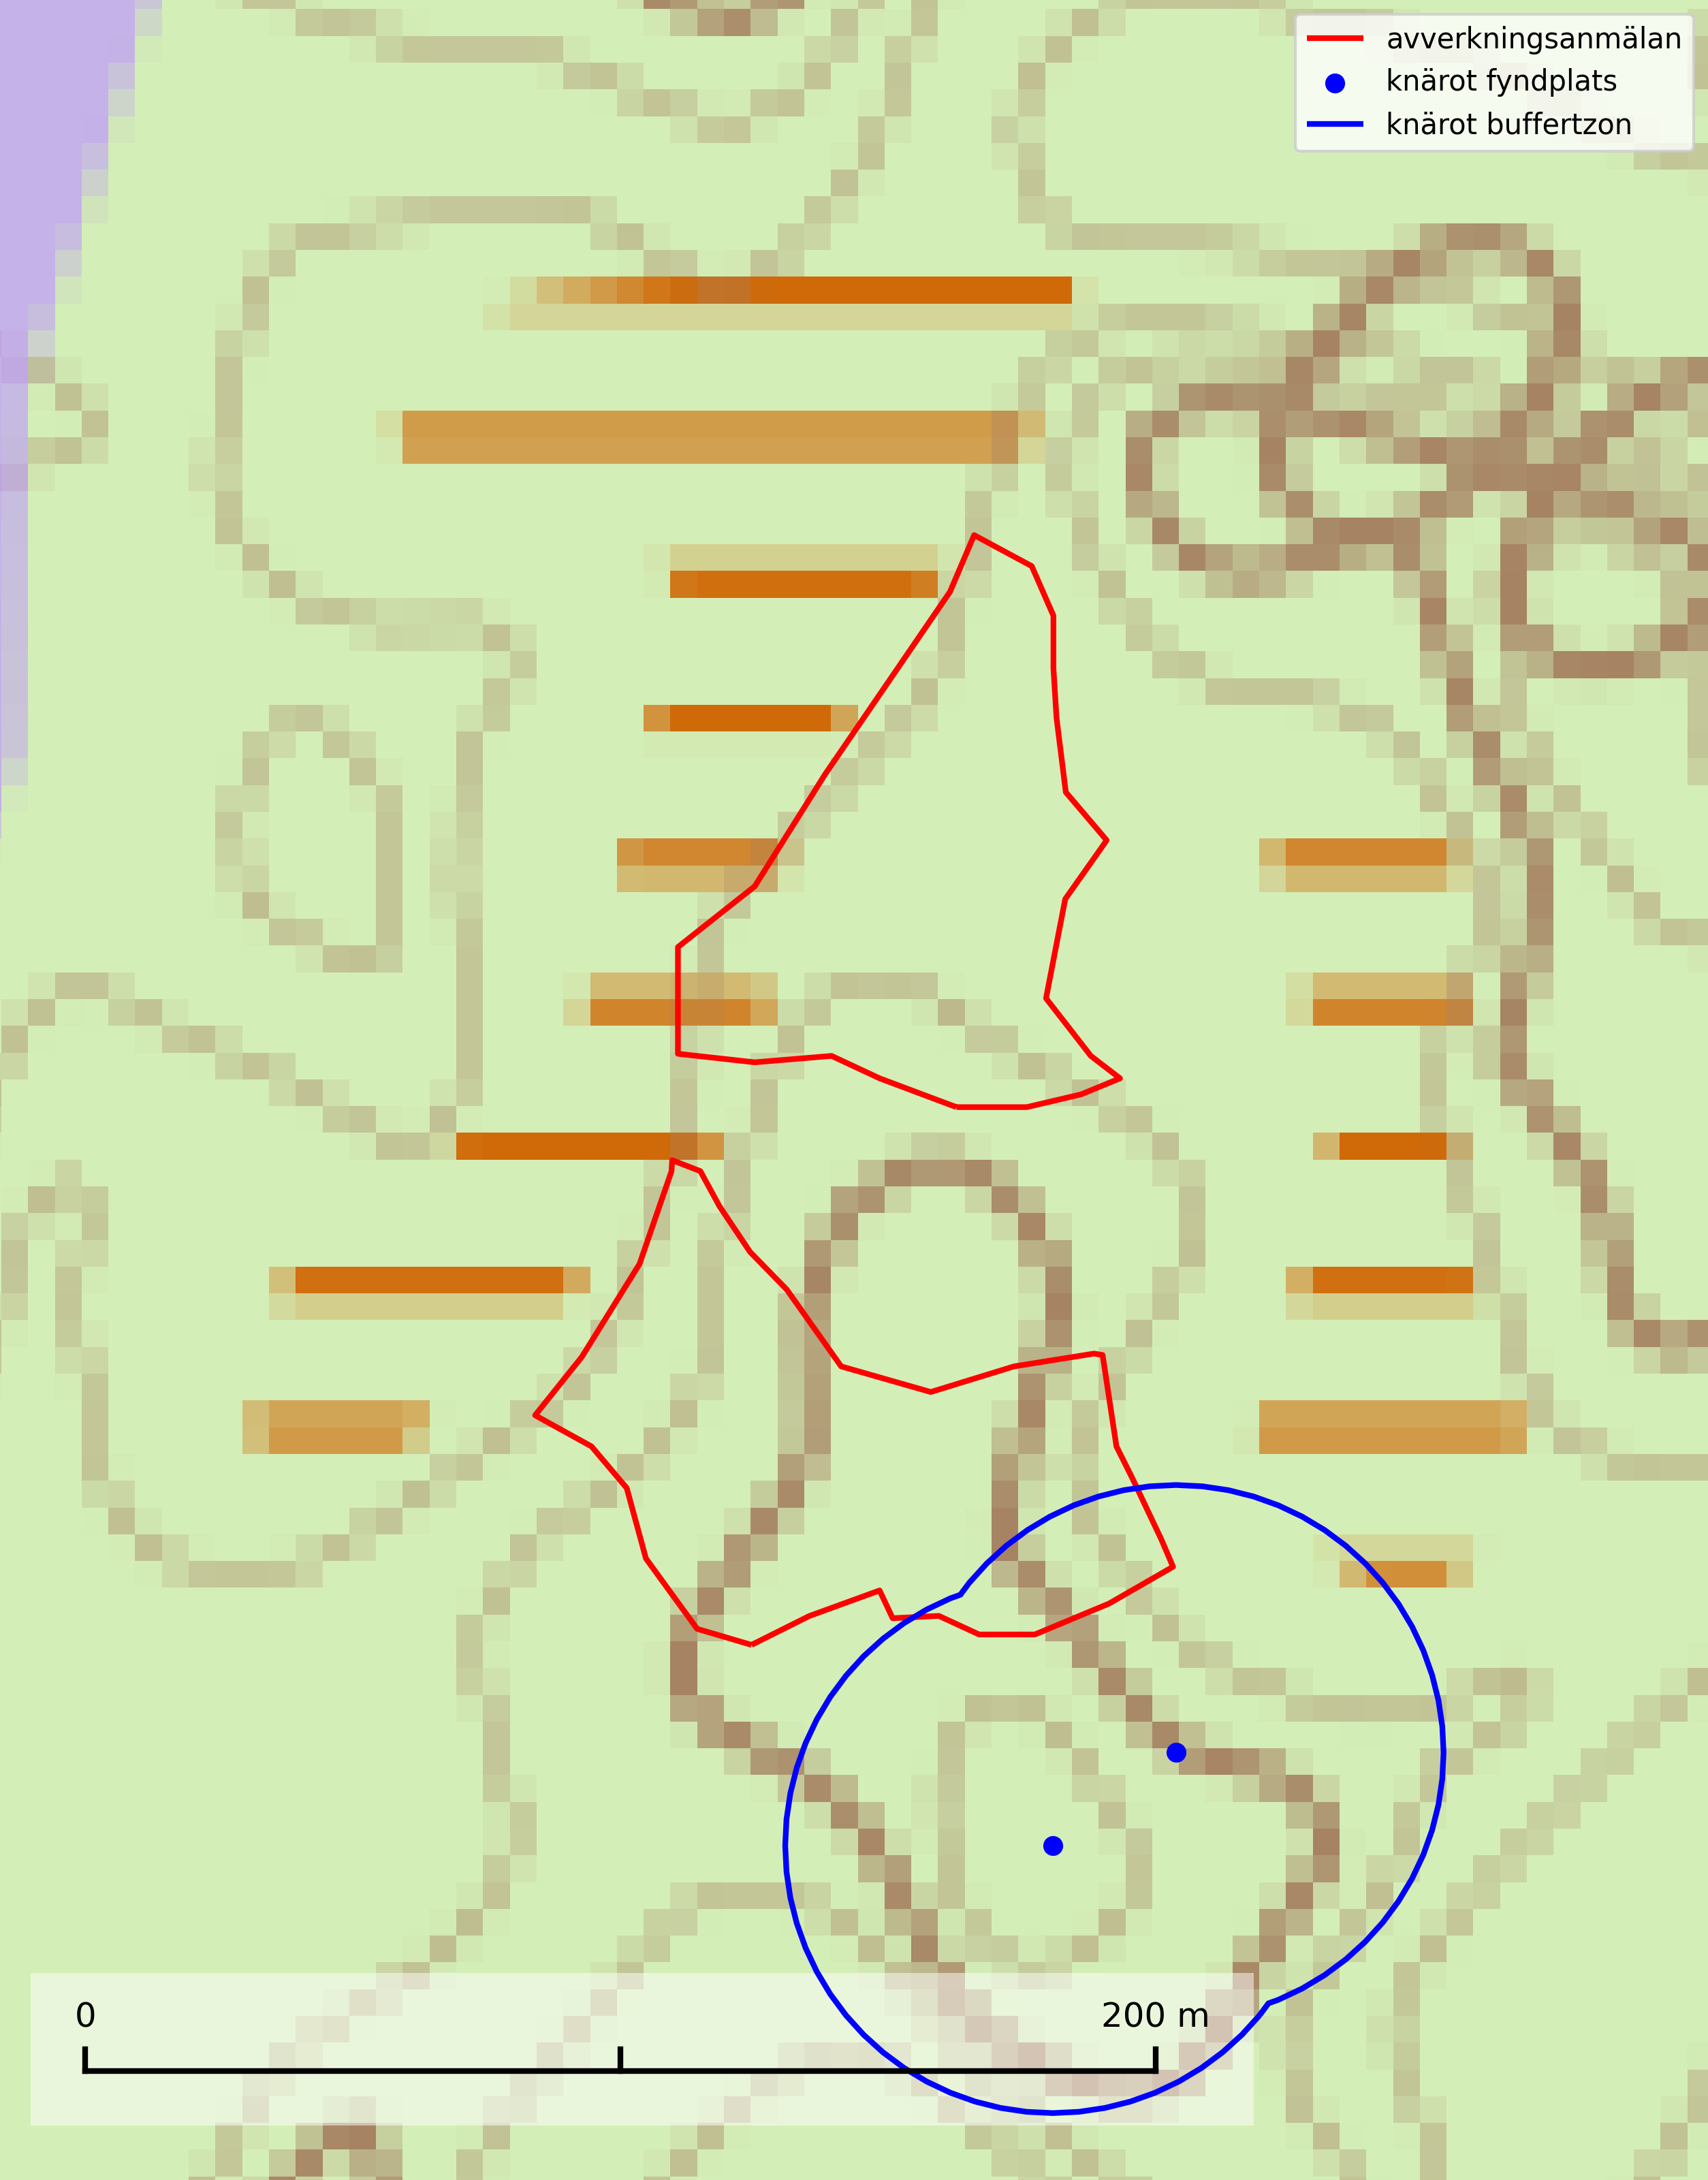 avverkningsanmälan
knärot fyndplats
knärot buffertzon
0
200 m